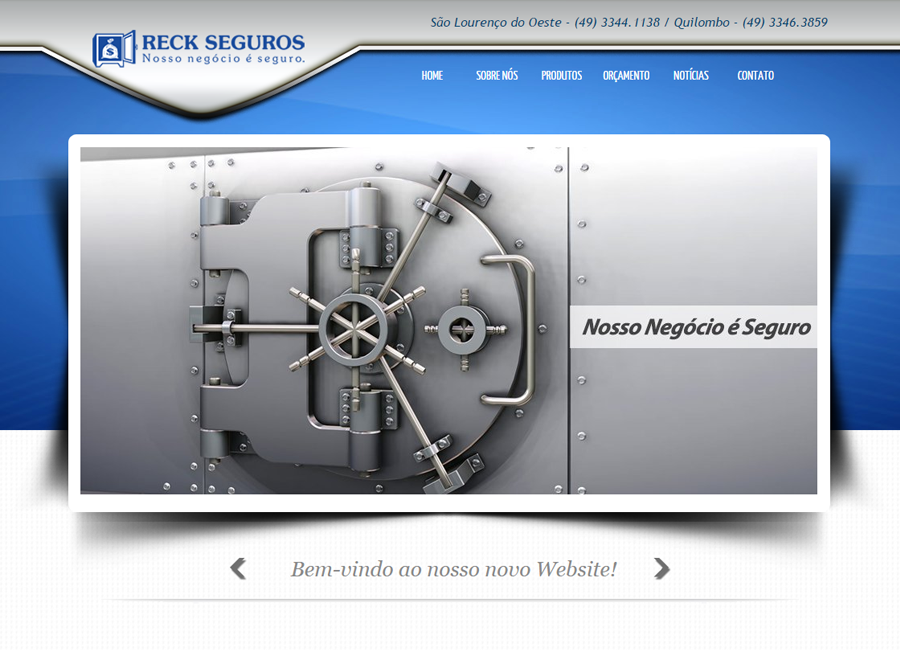 São Lourenço do Oeste - (49) 3344.1138 / Quilombo - (49) 3346.3859
RECK SEGUROS
Nosso negócio é seguro.
HOME SOBRE NÓS PRODUTOS ORÇAMENTO NOTÍCIAS CONTATO
Nosso Negócio é Seguro
Bem-vindo ao nosso novo Website!